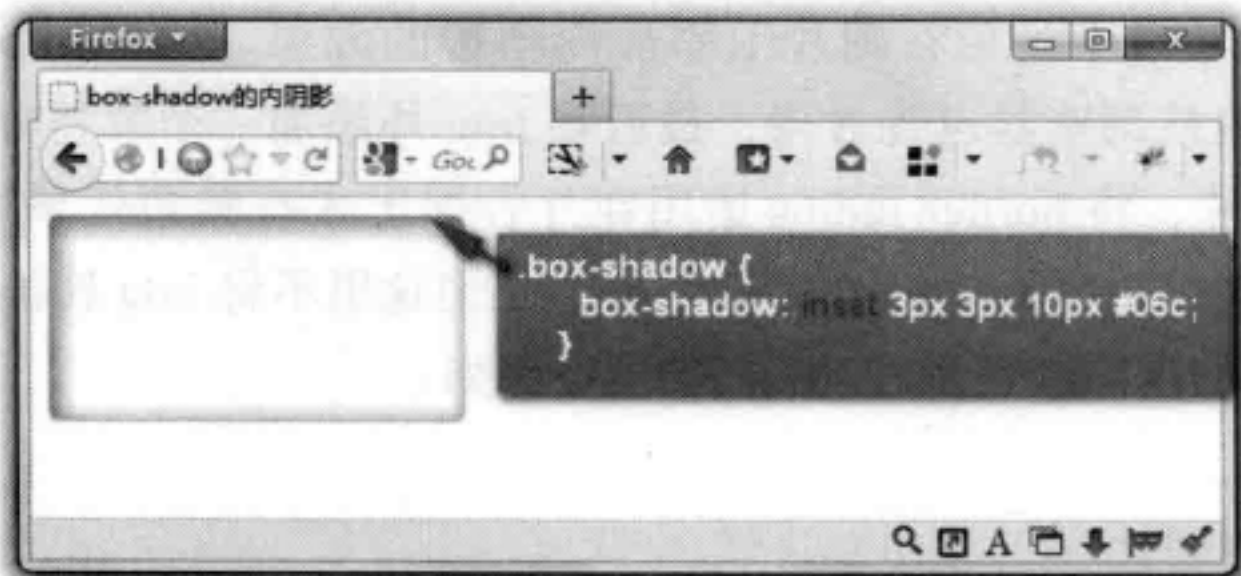 Firefox
box-shadow的内阴影
Goo
.box-shadow {
box-shadow: inset 3px 3px 10px #06c;
}